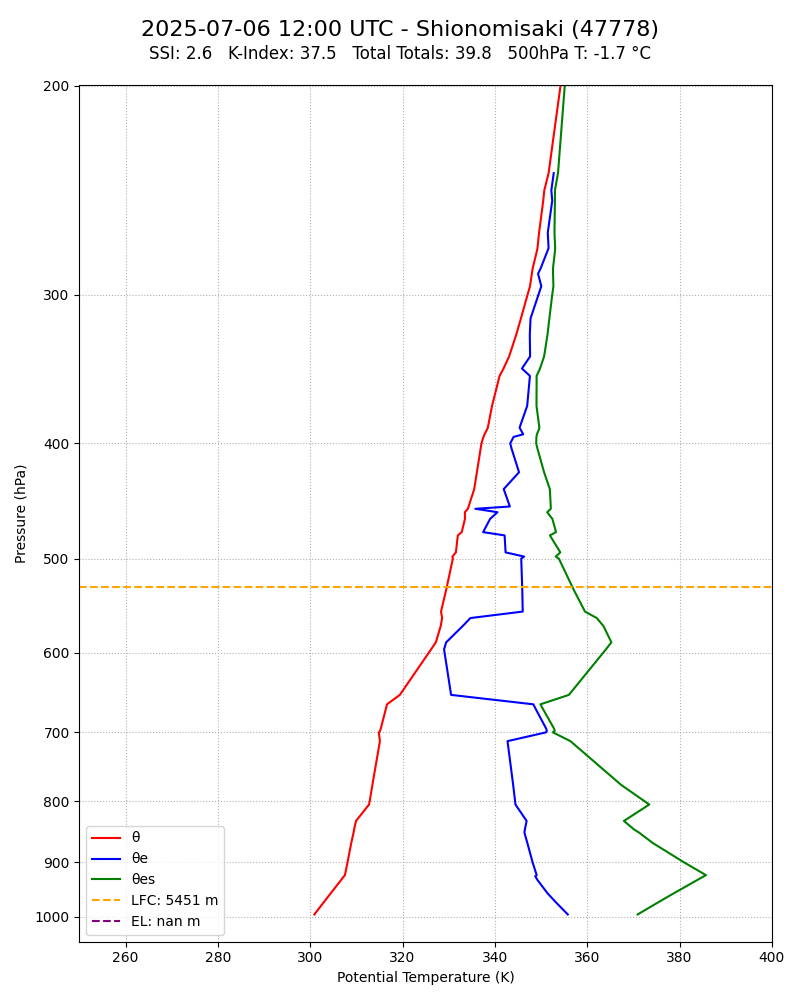 2025-07-06 12:00 UTC - Shionomisaki (47778)
SSI: 2.6   K-Index: 37.5   Total Totals: 39.8   500hPa T: -1.7 °C
200
300
400
500
600
700
800
900
1000
Pressure (hPa)
θ
θe
θes
LFC: 5451 m
EL: nan m
260
280
300
320
340
360
380
400
Potential Temperature (K)